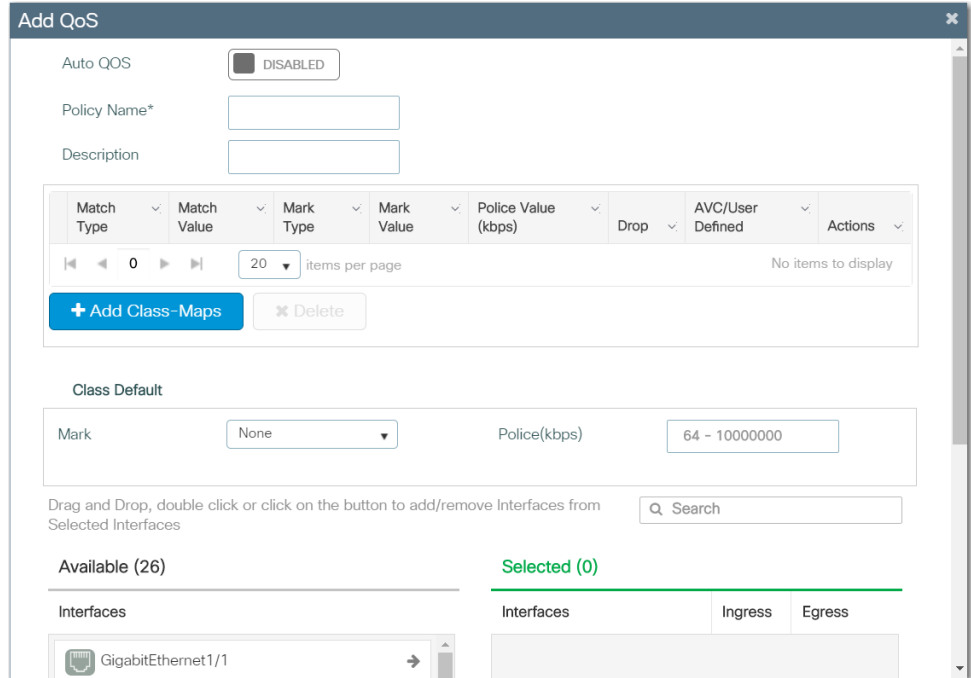 Add QoS
Auto QOS
DISABLED
Policy Name*
Description
Match Type
Match Value
Mark Type
Mark Value
Police Value (kbps)
Drop
AVC/User Defined
Actions
0
20
items per page
No items to display
Add Class-Maps
Delete
Class Default
Mark
None
Police(kbps)
64 - 10000000
Drag and Drop, double click or click on the button to add/remove Interfaces from
Selected Interfaces
Search
Available (26)
Selected (0)
Interfaces
Interfaces
Ingress
Egress
GigabitEthernet1/1